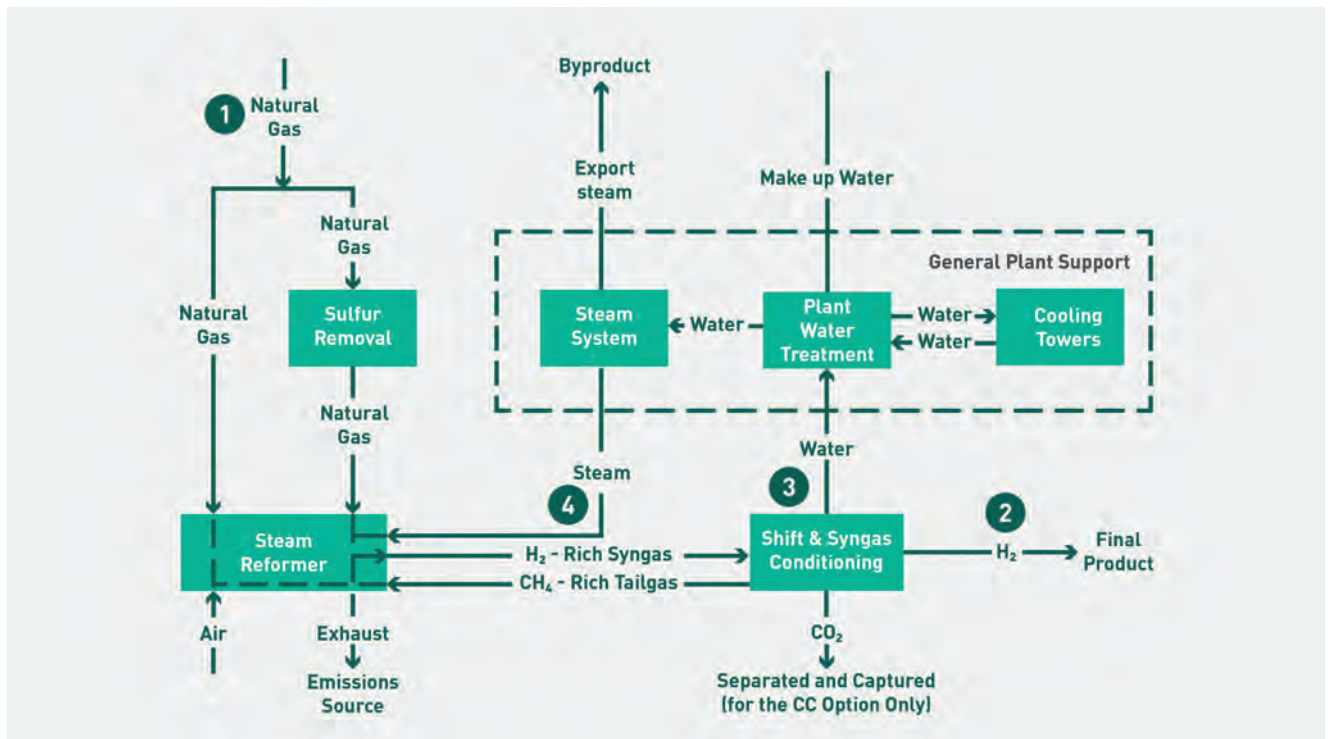 1
Natural
Gas
Byproduct
Export
steam
Make up Water
Natural
Gas
General Plant Support
Natural
Gas
Sulfur
Removal
Steam
System
Water
Plant
Water
Treatment
Water
Water
Cooling
Towers
Natural
Gas
Water
Steam
4
3
2
Steam
Reformer
H₂ - Rich Syngas
CH₄ - Rich Tailgas
Shift & Syngas
Conditioning
H₂
Final
Product
Air
Exhaust
CO₂
Emissions
Source
Separated and Captured
(for the CC Option Only)